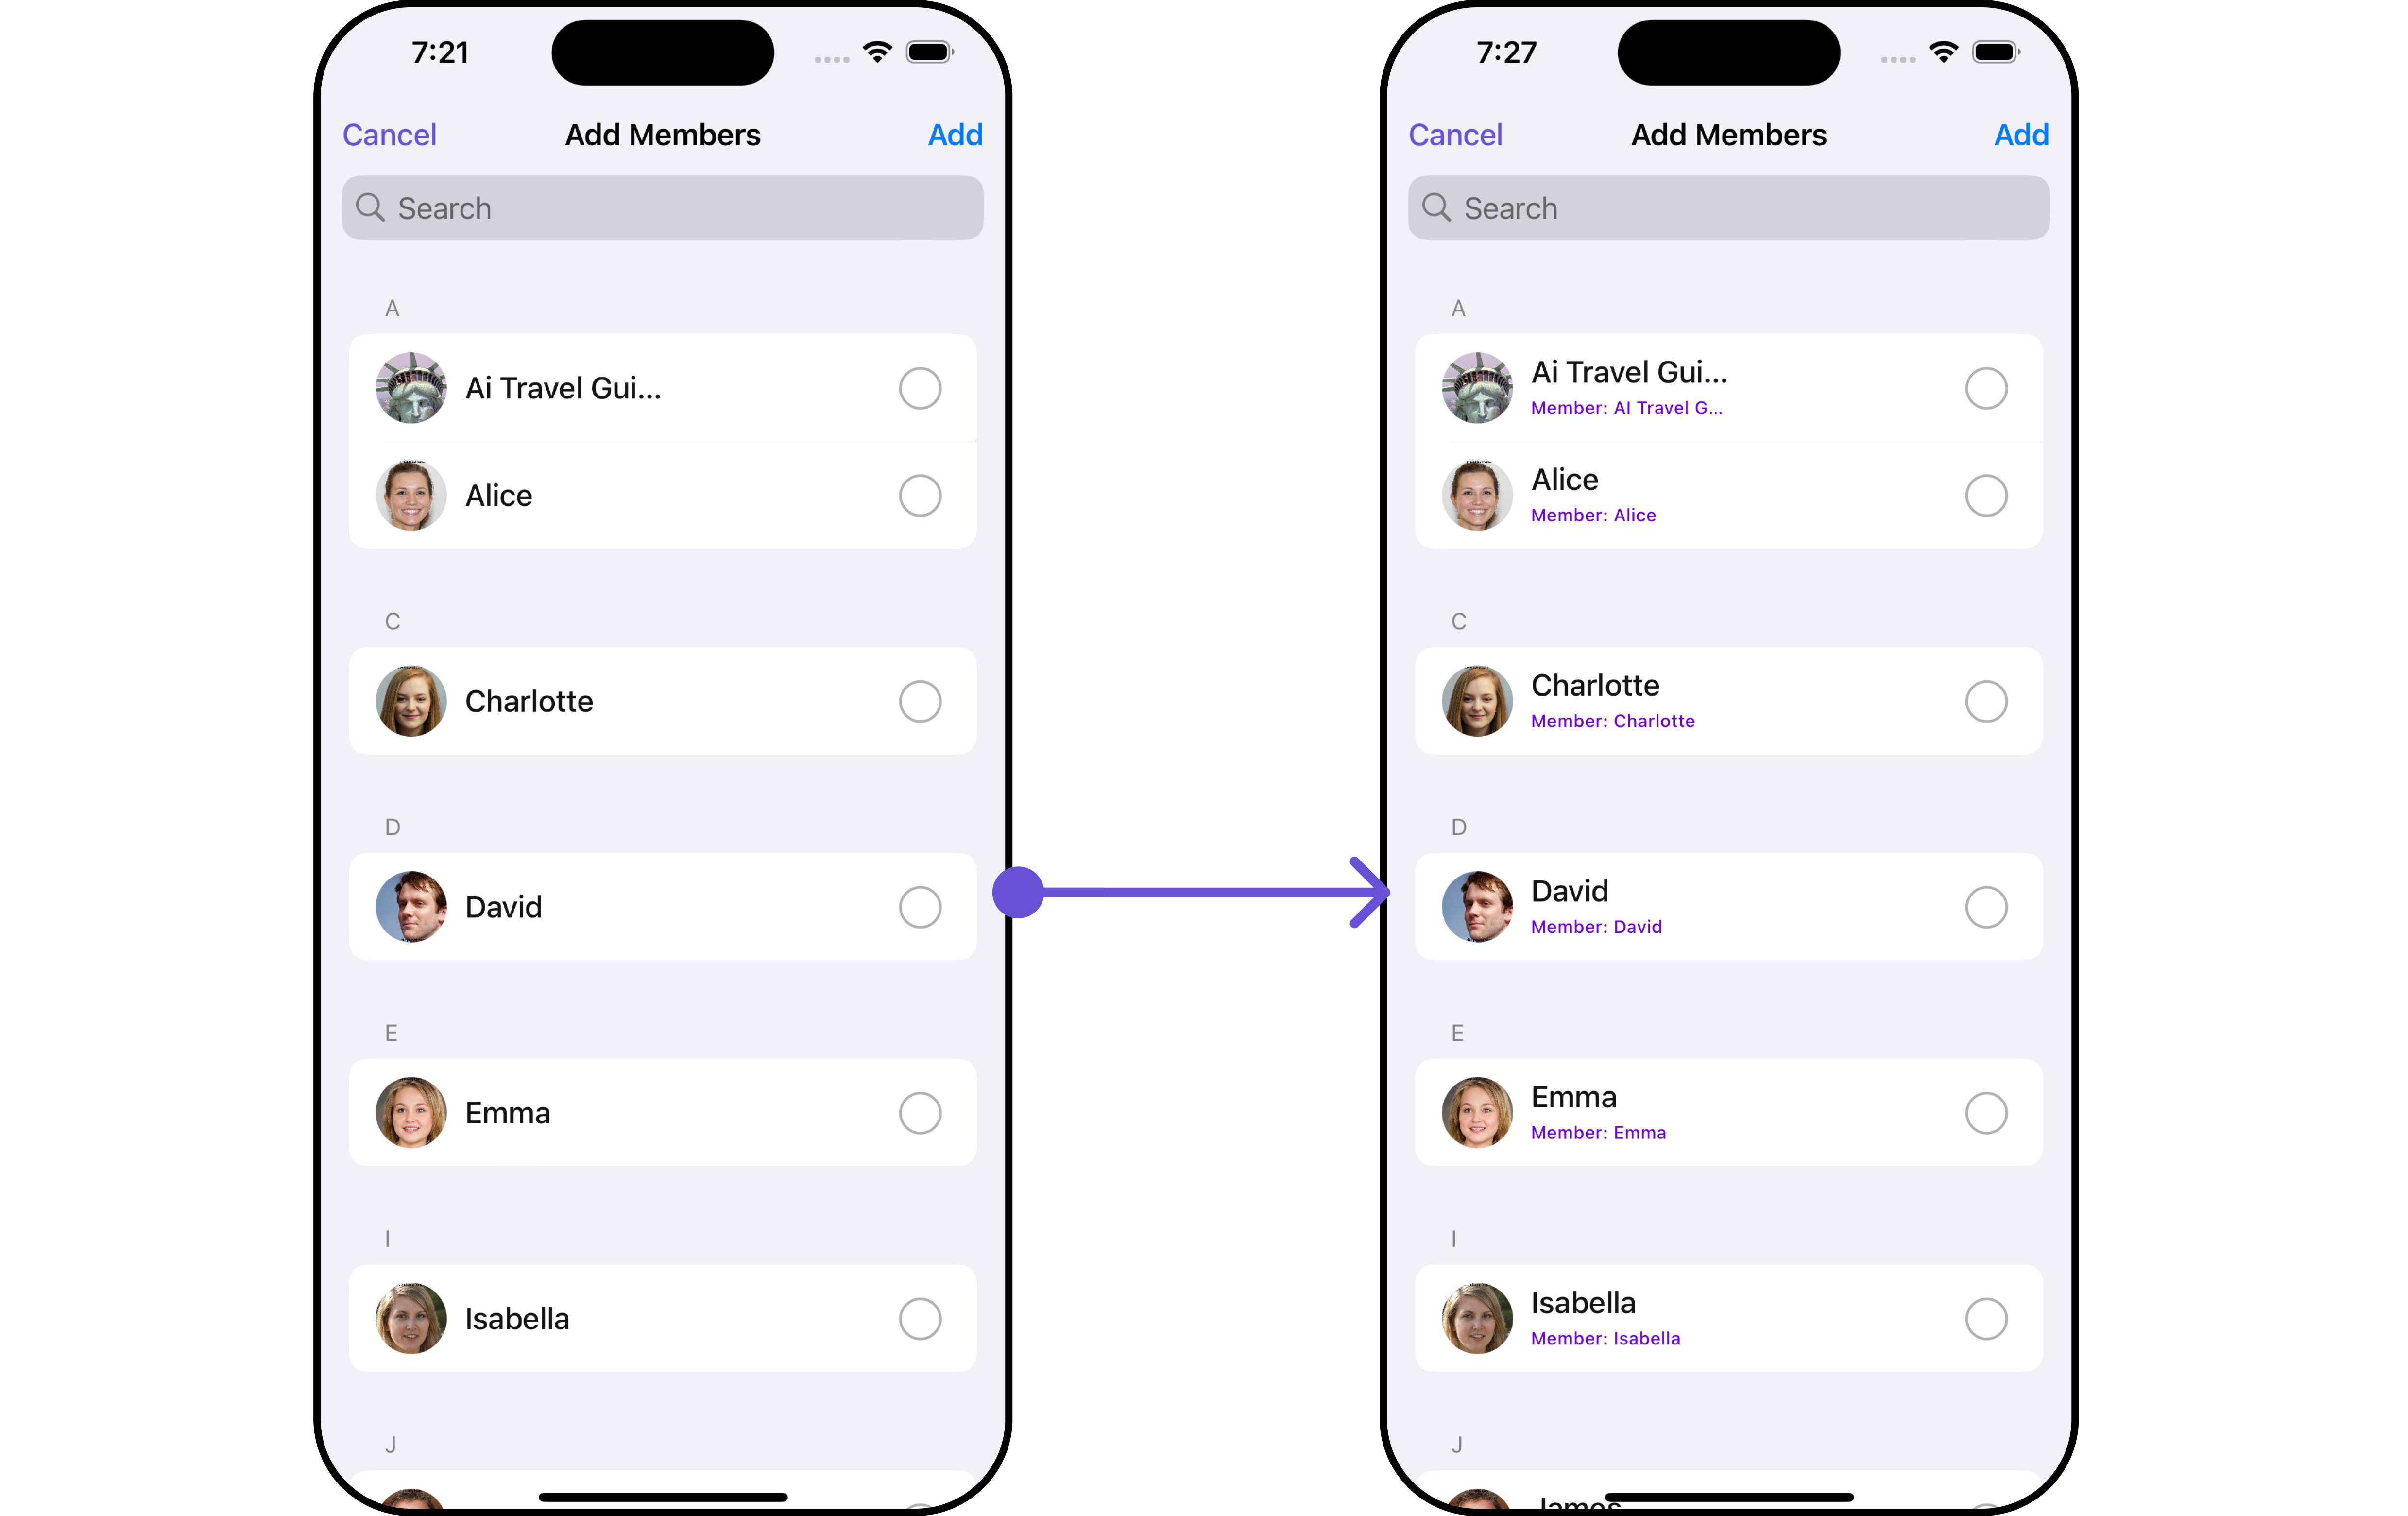 7:21
Cancel Add Members Add
Search
A
Ai Travel Gui...
Alice
C
Charlotte
D
David
E
Emma
I
Isabella
J
7:27
Cancel Add Members Add
Search
A
Ai Travel Gui...
Member: AI Travel G...
Alice
Member: Alice
C
Charlotte
Member: Charlotte
D
David
Member: David
E
Emma
Member: Emma
I
Isabella
Member: Isabella
J
James